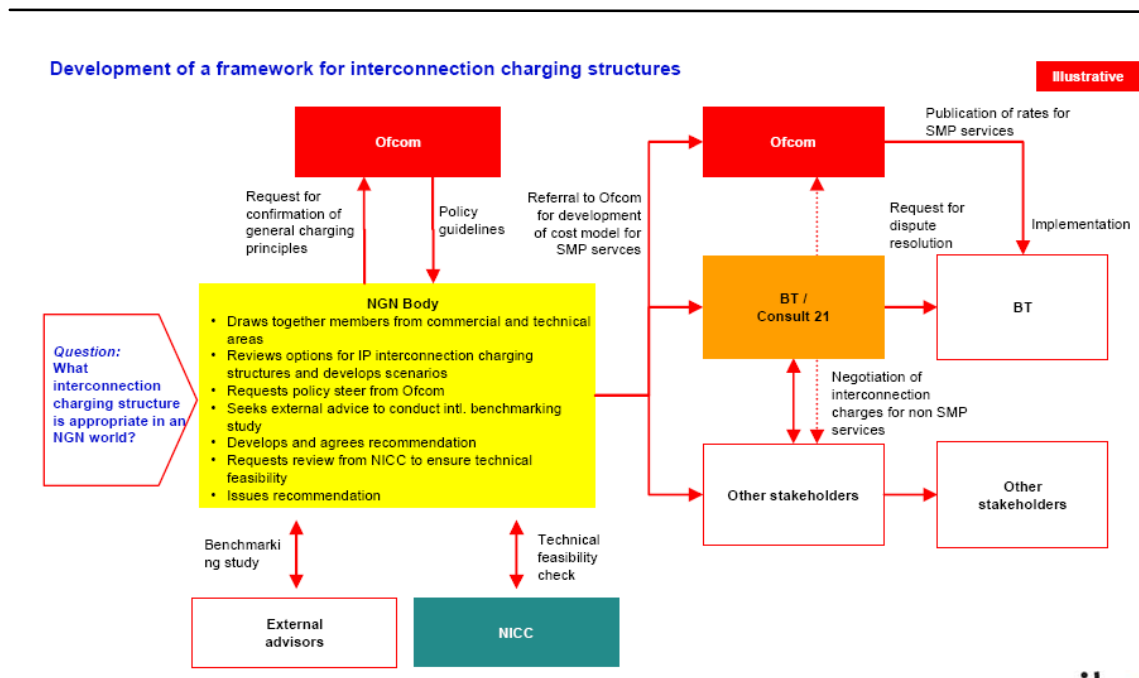 Development of a framework for interconnection charging structures
Illustrative
Ofcom
Ofcom
Publication of rates for
SMP services
Request for
confirmation of
general charging
principles
Policy
guidelines
Referral to Ofcom
for development
of cost model for
SMP servces
Request for
dispute
resolution
Implementation
Question:
What
interconnection
charging structure
is appropriate in an
NGN world?
NGN Body
• Draws together members from commercial and technical
areas
• Reviews options for IP interconnection charging
structures and develops scenarios
• Requests policy steer from Ofcom
• Seeks external advice to conduct intl. benchmarking
study
• Develops and agrees recommendation
• Requests review from NICC to ensure technical
feasibility
• Issues recommendation
BT /
Consult 21
BT
Negotiation of
interconnection
charges for non SMP
services
Other stakeholders
Other
stakeholders
Benchmarki
ng study
Technical
feasibility
check
External
advisors
NICC